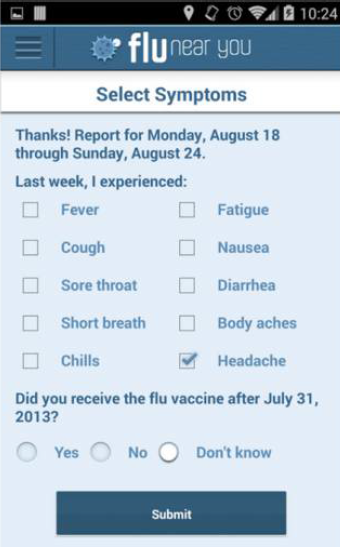 10:24
flu near you
Select Symptoms
Thanks! Report for Monday, August 18
through Sunday, August 24.
Last week, I experienced:
Fever Fatigue
Cough Nausea
Sore throat Diarrhea
Short breath Body aches
Chills Headache
Did you receive the flu vaccine after July 31,
2013?
Yes No Don't know
Submit